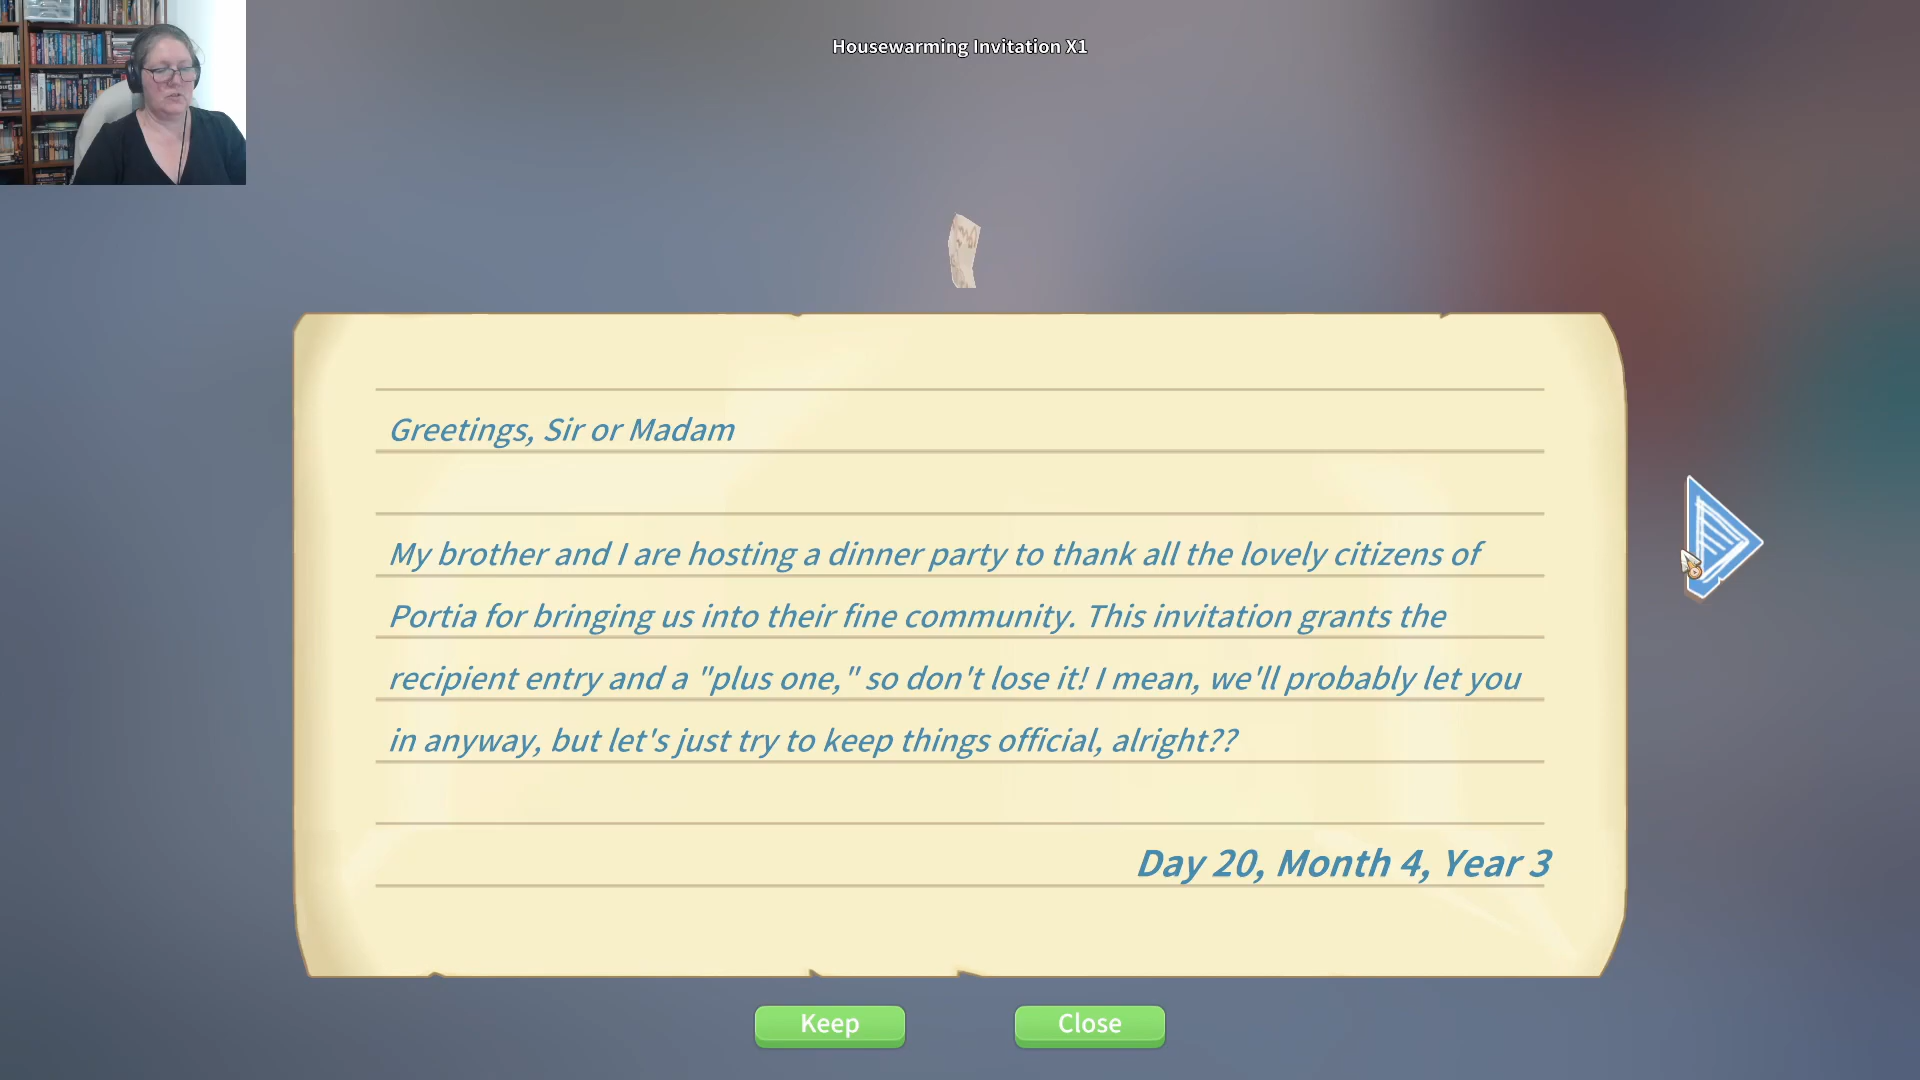 Housewarming Invitation X1
Greetings, Sir or Madam
My brother and I are hosting a dinner party to thank all the lovely citizens of
Portia for bringing us into their fine community. This invitation grants the
recipient entry and a "plus one," so don't lose it! I mean, we'll probably let you
in anyway, but let's just try to keep things official, alright??
Day 20, Month 4, Year 3
Keep
Close